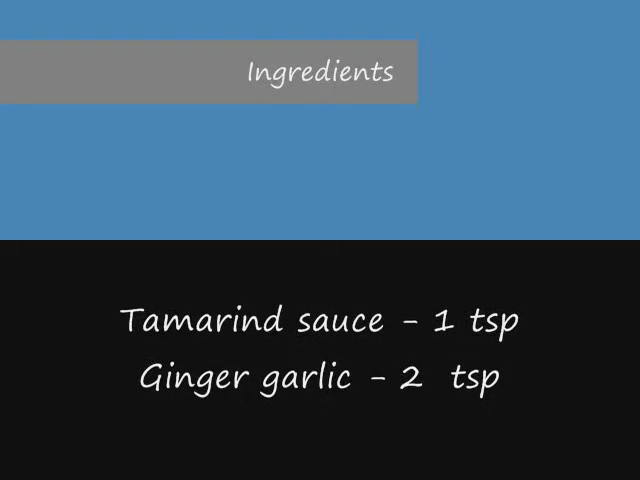 Ingredients
Tamarind sauce - 1 tsp
Ginger garlic - 2 tsp